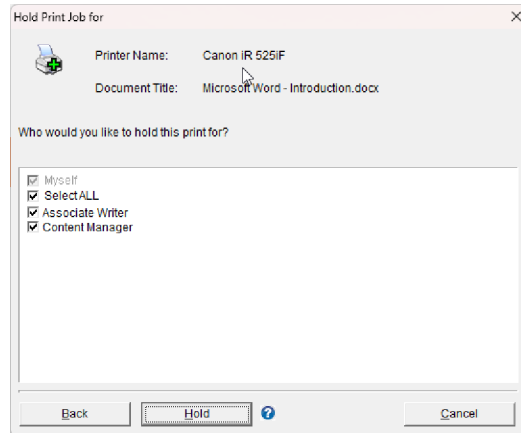 Hold Print Job for
Printer Name: Canon iR 525iF
Document Title: Microsoft Word - Introduction.docx
Who would you like to hold this print for?
Myself
Select ALL
Associate Writer
Content Manager
Back Hold ? Cancel